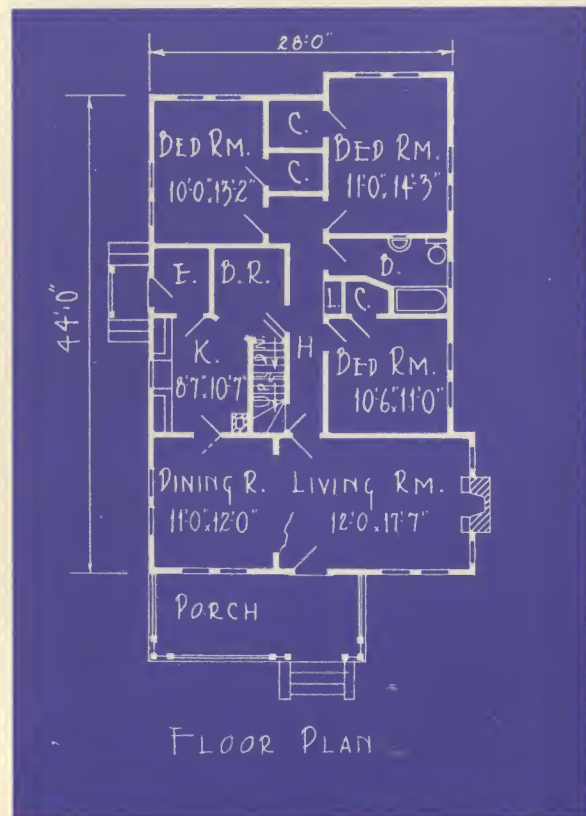 28'-0"
44'-0"
BED RM.
10'0"x13'2"
C.
C.
BED RM.
11'0"x14'-3"
E.
B.R.
B.
L.
C.
K.
8'7"x10'7"
UP
DN.
H
BED RM.
10'6"x11'0"
DINING R.
11'0"x12'0"
LIVING RM.
12'0"x17'-7"
PORCH
FLOOR PLAN